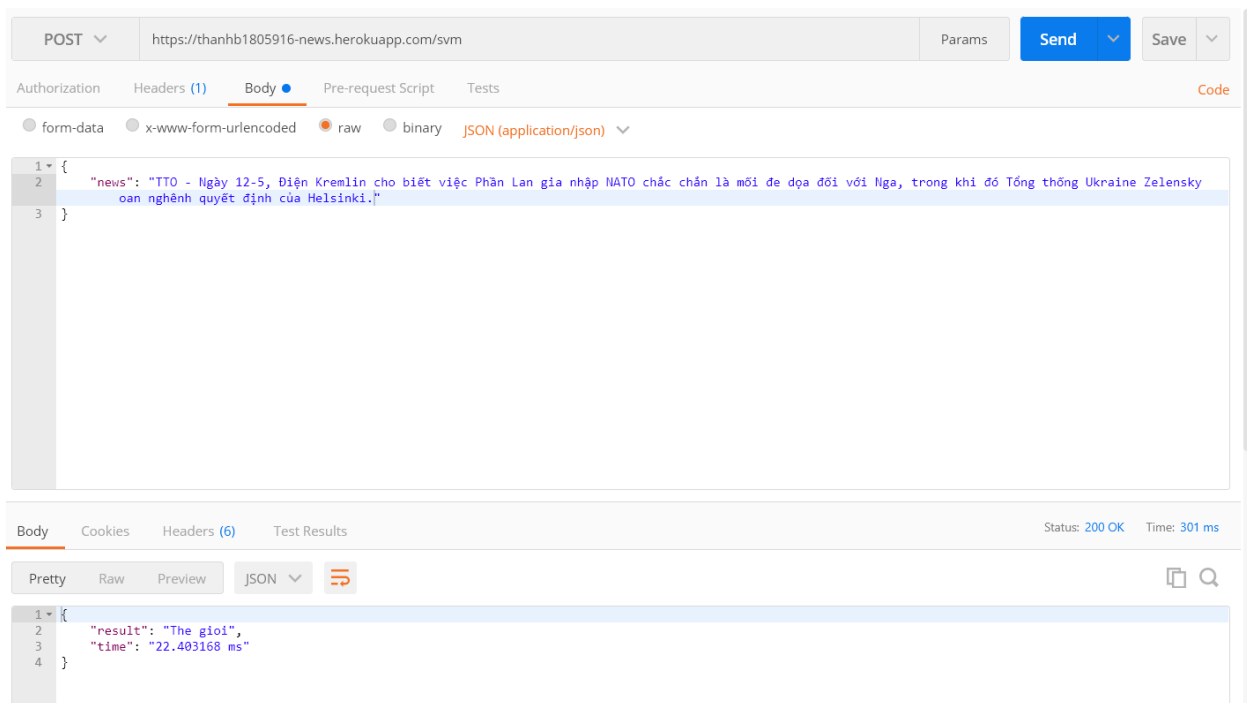 POST https://thanhb1805916-news.herokuapp.com/svm Params Send Save
Authorization Headers (1) Body Pre-request Script Tests Code
form-data x-www-form-urlencoded raw binary JSON (application/json)
1 {
2 "news": "TTO - Ngày 12-5, Điện Kremlin cho biết việc Phần Lan gia nhập NATO chắc chắn là mối đe dọa đối với Nga, trong khi đó Tổng thống Ukraine Zelensky
oan nghênh quyết định của Helsinki."
3 }
Body Cookies Headers (6) Test Results Status: 200 OK Time: 301 ms
Pretty Raw Preview JSON
1 {
2 "result": "The gioi",
3 "time": "22.403168 ms"
4 }